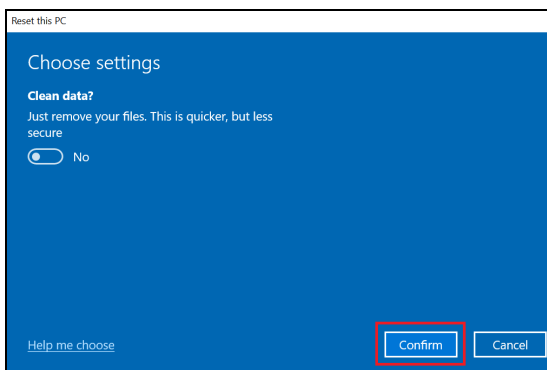 Reset this PC
Choose settings
Clean data?
Just remove your files. This is quicker, but less
secure
No
Help me choose
Confirm
Cancel